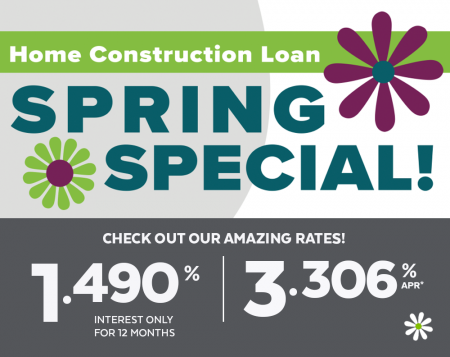 Home Construction Loan
SPRING
SPECIAL!
CHECK OUT OUR AMAZING RATES!
1.490%
INTEREST ONLY
FOR 12 MONTHS
3.306%
APR*